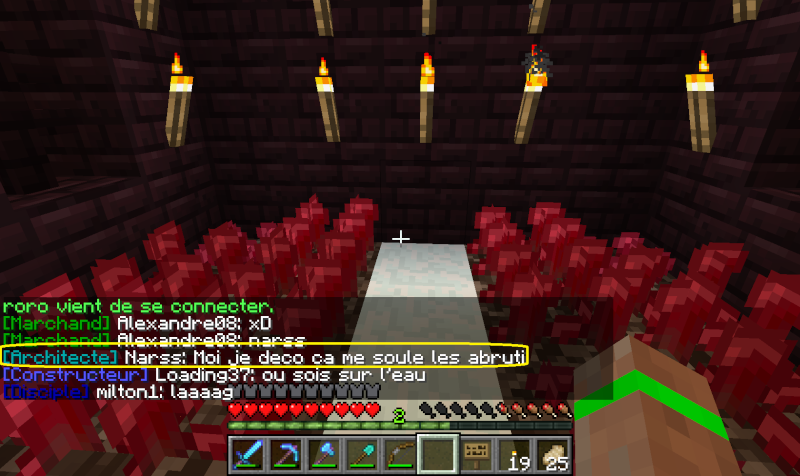 roro vient de se connecter.
[Marchand] Alexandre08: xD
[Marchand] Alexandre08: narss
[Architecte] Narss: Moi je deco ca me soule les abruti
[Constructeur] Loading37: ou sois sur l'eau
[Disciple] milton1: laaaag
2
19 25